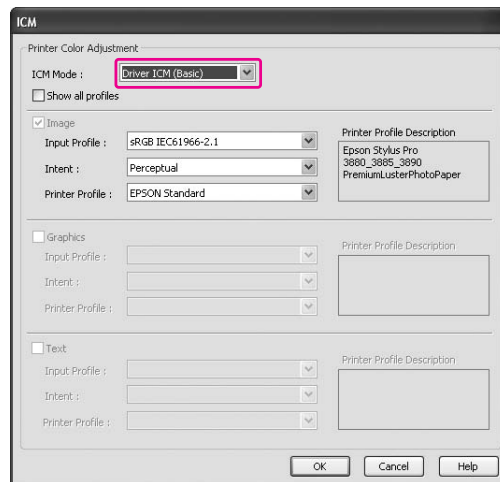 ICM
Printer Color Adjustment
ICM Mode :
Driver ICM (Basic)
Show all profiles
Image
Input Profile :
sRGB IEC61966-2.1
Intent :
Perceptual
Printer Profile :
EPSON Standard
Printer Profile Description
Epson Stylus Pro
3880_3885_3890
PremiumLusterPhotoPaper
Graphics
Input Profile :
Intent :
Printer Profile :
Printer Profile Description
Text
Input Profile :
Intent :
Printer Profile :
Printer Profile Description
OK
Cancel
Help